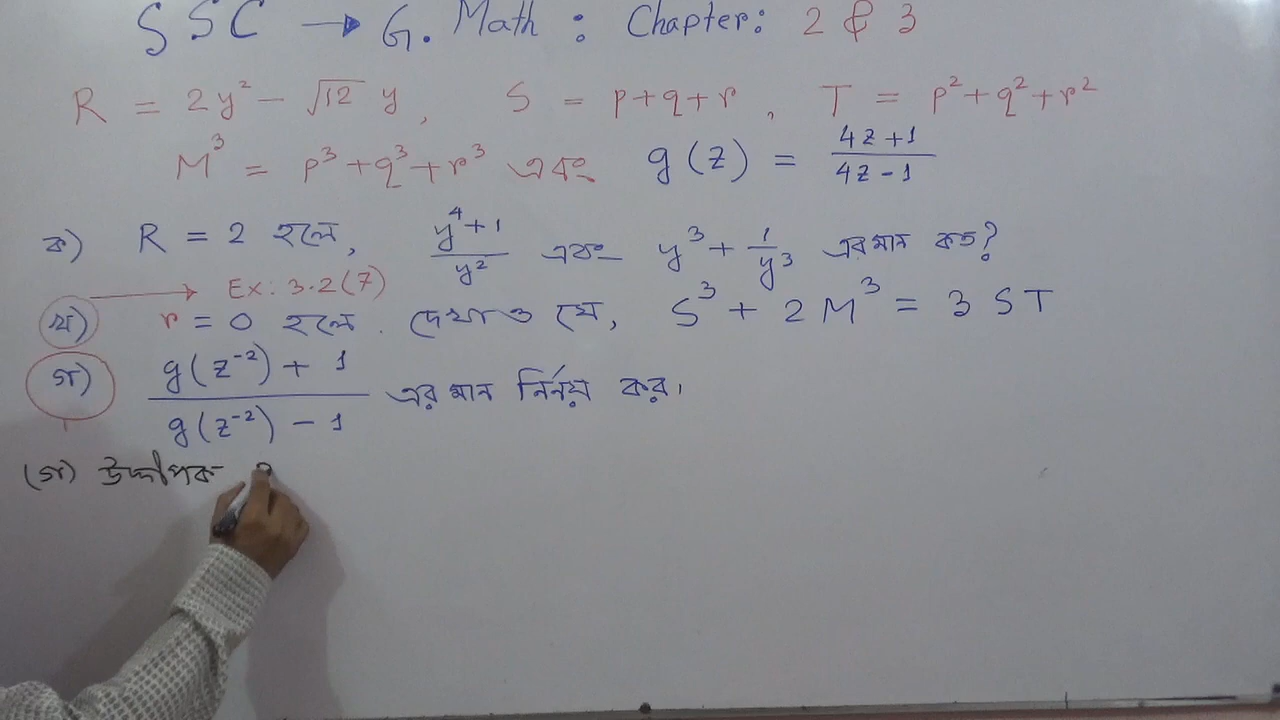 SSC → G. Math : Chapter: 2 & 3
R = 2y² - √12 y, S = p+q+r, T = p²+q²+r²
M³ = p³+q³+r³ এবং g(z) = (4z+1)/(4z-1)
ক) R = 2 হলে, (y⁴+1)/y² এবং y³ + 1/y³ এর মান কত?
→ Ex: 3.2(7)
খ) r = 0 হলে. দেখাও যে, S³ + 2M³ = 3ST
গ) (g(z⁻²) + 1)/(g(z⁻²) - 1) এর মান নির্নয় কর।
(গ) উদ্দীপক